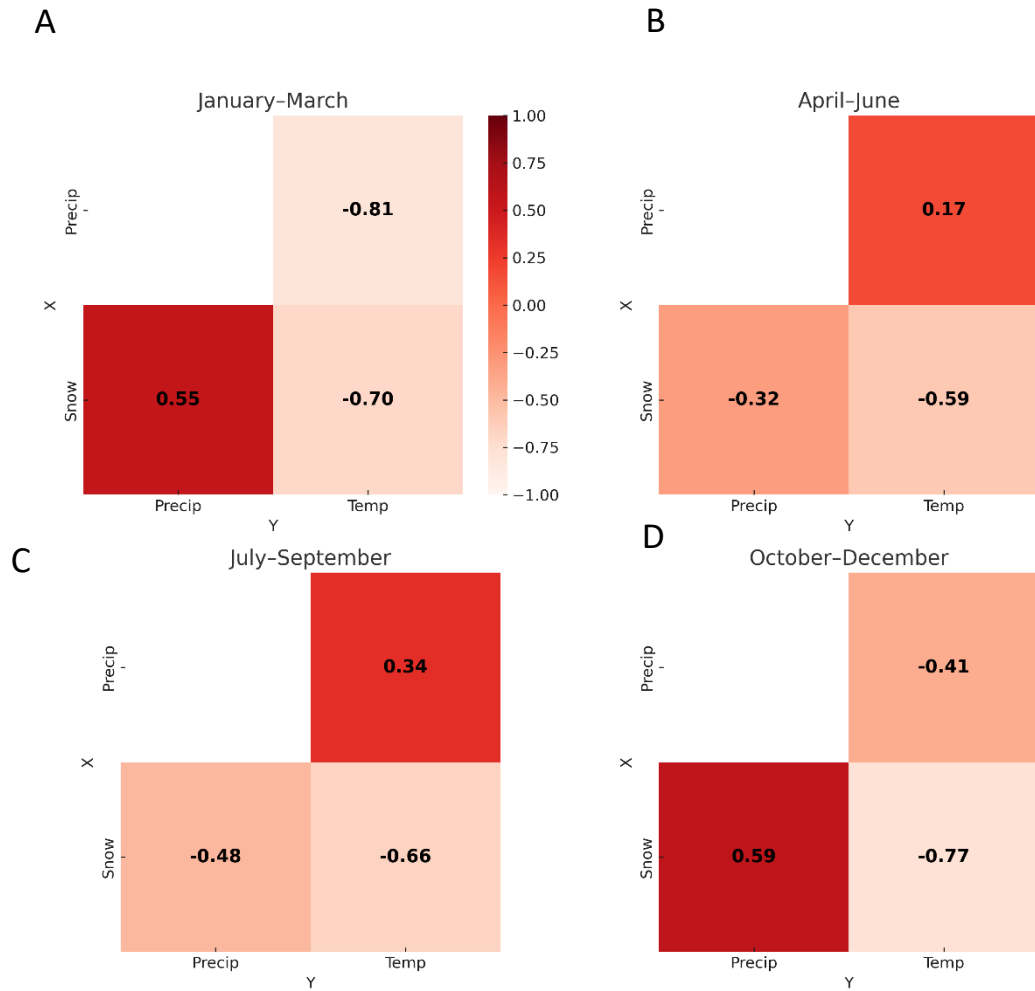 A
January–March
Precip
Snow
X
-0.81
0.55
-0.70
Precip
Temp
Y
1.00
0.75
0.50
0.25
0.00
−0.25
−0.50
−0.75
−1.00
B
April–June
Precip
Snow
X
0.17
-0.32
-0.59
Precip
Temp
Y
C
July–September
Precip
Snow
X
0.34
-0.48
-0.66
Precip
Temp
Y
D
October–December
Precip
Snow
X
-0.41
0.59
-0.77
Precip
Temp
Y